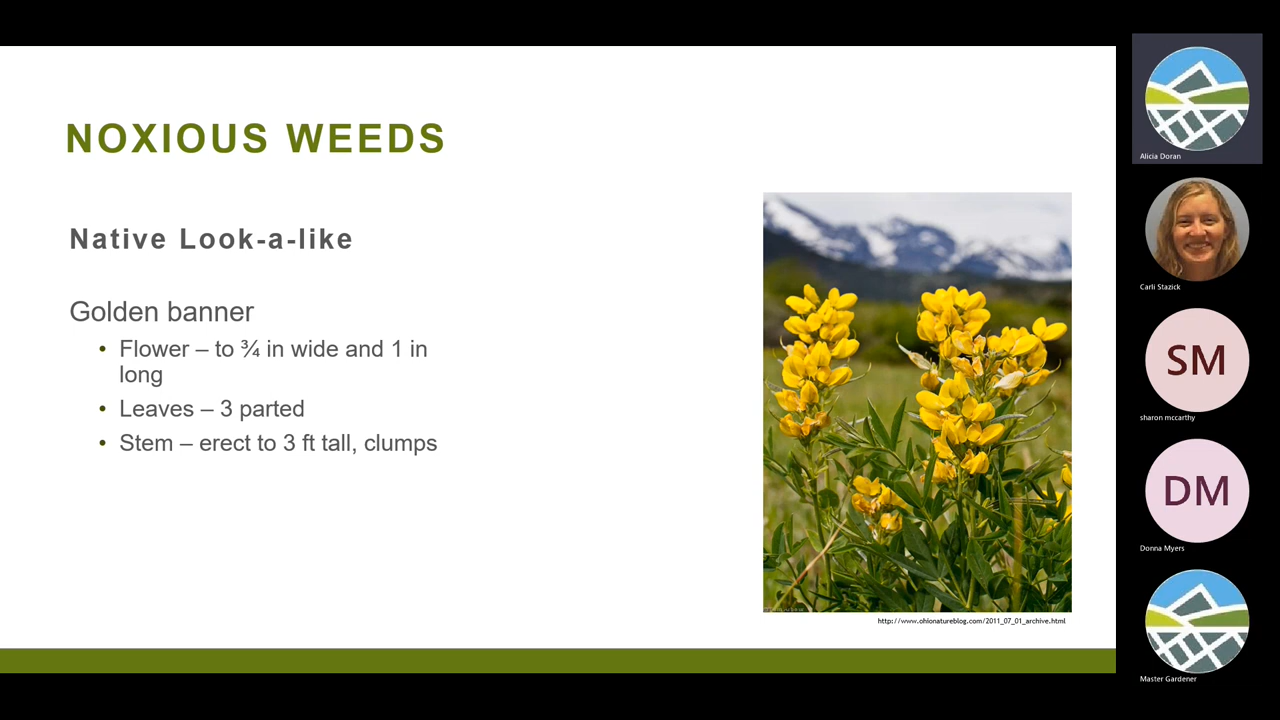 NOXIOUS WEEDS
Native Look-a-like
Golden banner
• Flower – to ¾ in wide and 1 in
long
• Leaves – 3 parted
• Stem – erect to 3 ft tall, clumps
http://www.ohionatureblog.com/2011_07_01_archive.html
Alicia Doran
Carli Stazick
SM
sharon mccarthy
DM
Donna Myers
Master Gardener